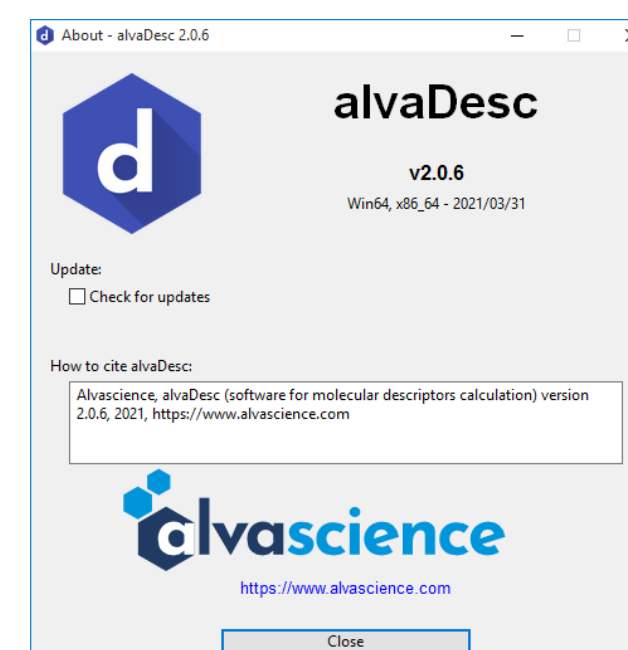 About - alvaDesc 2.0.6
d
alvaDesc
v2.0.6
Win64, x86_64 - 2021/03/31
Update:
Check for updates
How to cite alvaDesc:
Alvascience, alvaDesc (software for molecular descriptors calculation) version
2.0.6, 2021, https://www.alvascience.com
alvascience
https://www.alvascience.com
Close